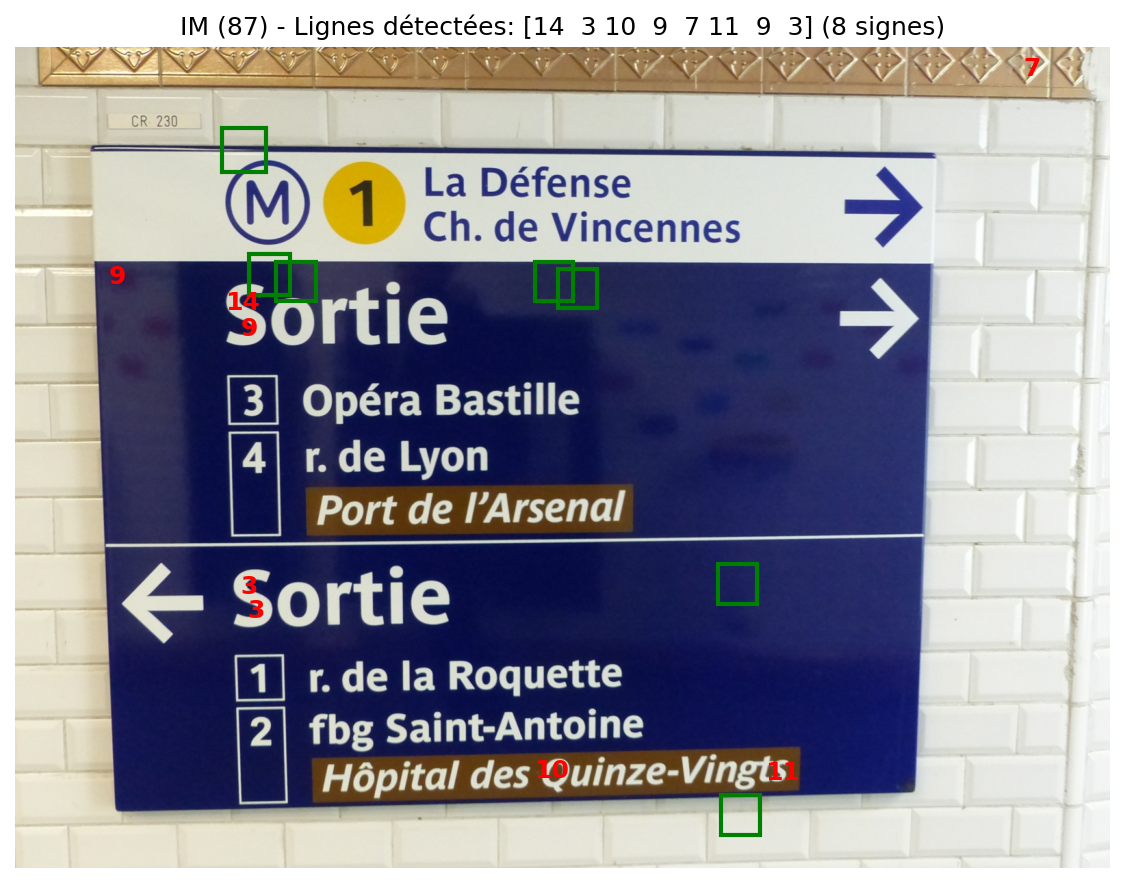 IM (87) - Lignes détectées: [14 3 10 9 7 11 9 3] (8 signes)
7
CR 230
M 1 La Défense
Ch. de Vincennes
9
14
9
Sortie
3 Opéra Bastille
4 r. de Lyon
Port de l'Arsenal
3
3
Sortie
1 r. de la Roquette
2 fbg Saint-Antoine
Hôpital des Quinze-Vingts
10
11